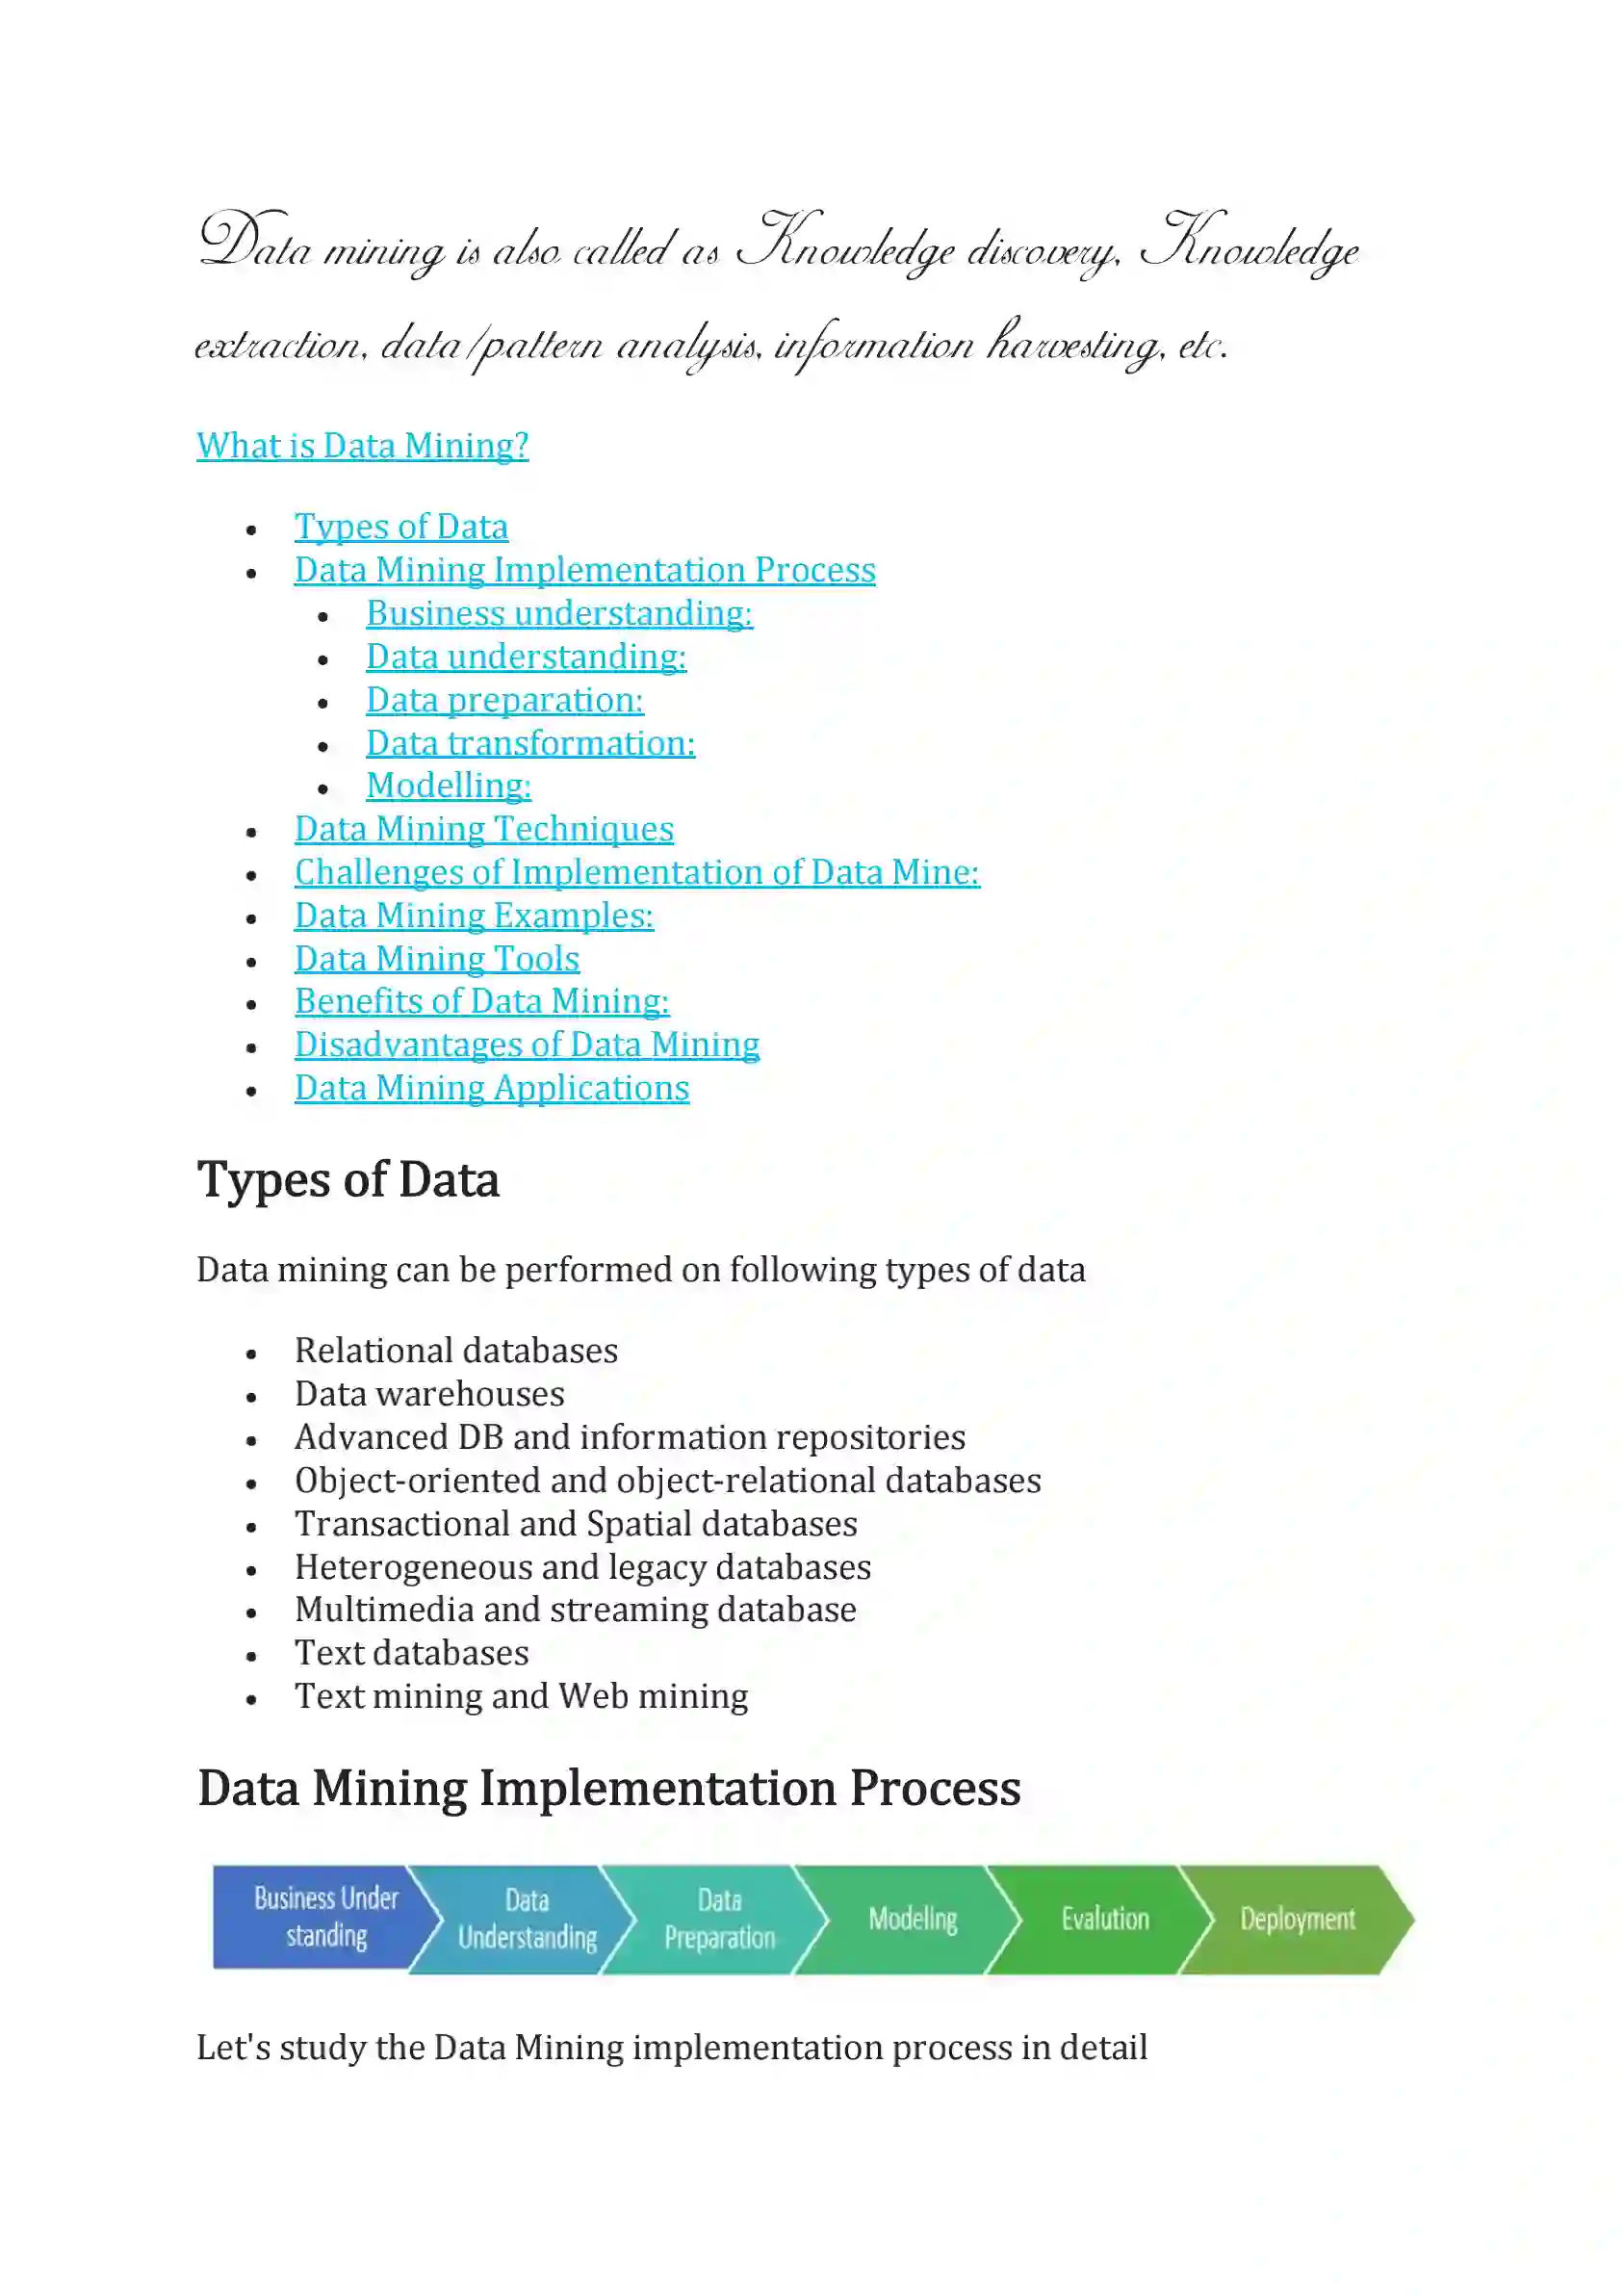 Data mining is also called as Knowledge discovery, Knowledge
extraction, data/pattern analysis, information harvesting, etc.
What is Data Mining?
• Types of Data
• Data Mining Implementation Process
• Business understanding:
• Data understanding:
• Data preparation:
• Data transformation:
• Modelling:
• Data Mining Techniques
• Challenges of Implementation of Data Mine:
• Data Mining Examples:
• Data Mining Tools
• Benefits of Data Mining:
• Disadvantages of Data Mining
• Data Mining Applications
Types of Data
Data mining can be performed on following types of data
• Relational databases
• Data warehouses
• Advanced DB and information repositories
• Object-oriented and object-relational databases
• Transactional and Spatial databases
• Heterogeneous and legacy databases
• Multimedia and streaming database
• Text databases
• Text mining and Web mining
Data Mining Implementation Process
Business Under
standing
Data
Understanding
Data
Preparation
Modeling
Evalution
Deployment
Let's study the Data Mining implementation process in detail